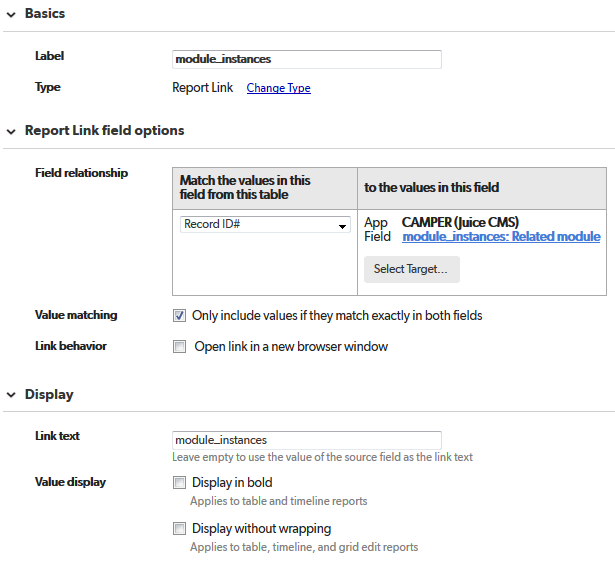 Basics
Label
module_instances
Type
Report Link Change Type
Report Link field options
Field relationship
Match the values in this
field from this table
to the values in this field
Record ID#
App CAMPER (Juice CMS)
Field module_instances: Related module
Select Target...
Value matching
Only include values if they match exactly in both fields
Link behavior
Open link in a new browser window
Display
Link text
module_instances
Leave empty to use the value of the source field as the link text
Value display
Display in bold
Applies to table and timeline reports
Display without wrapping
Applies to table, timeline, and grid edit reports